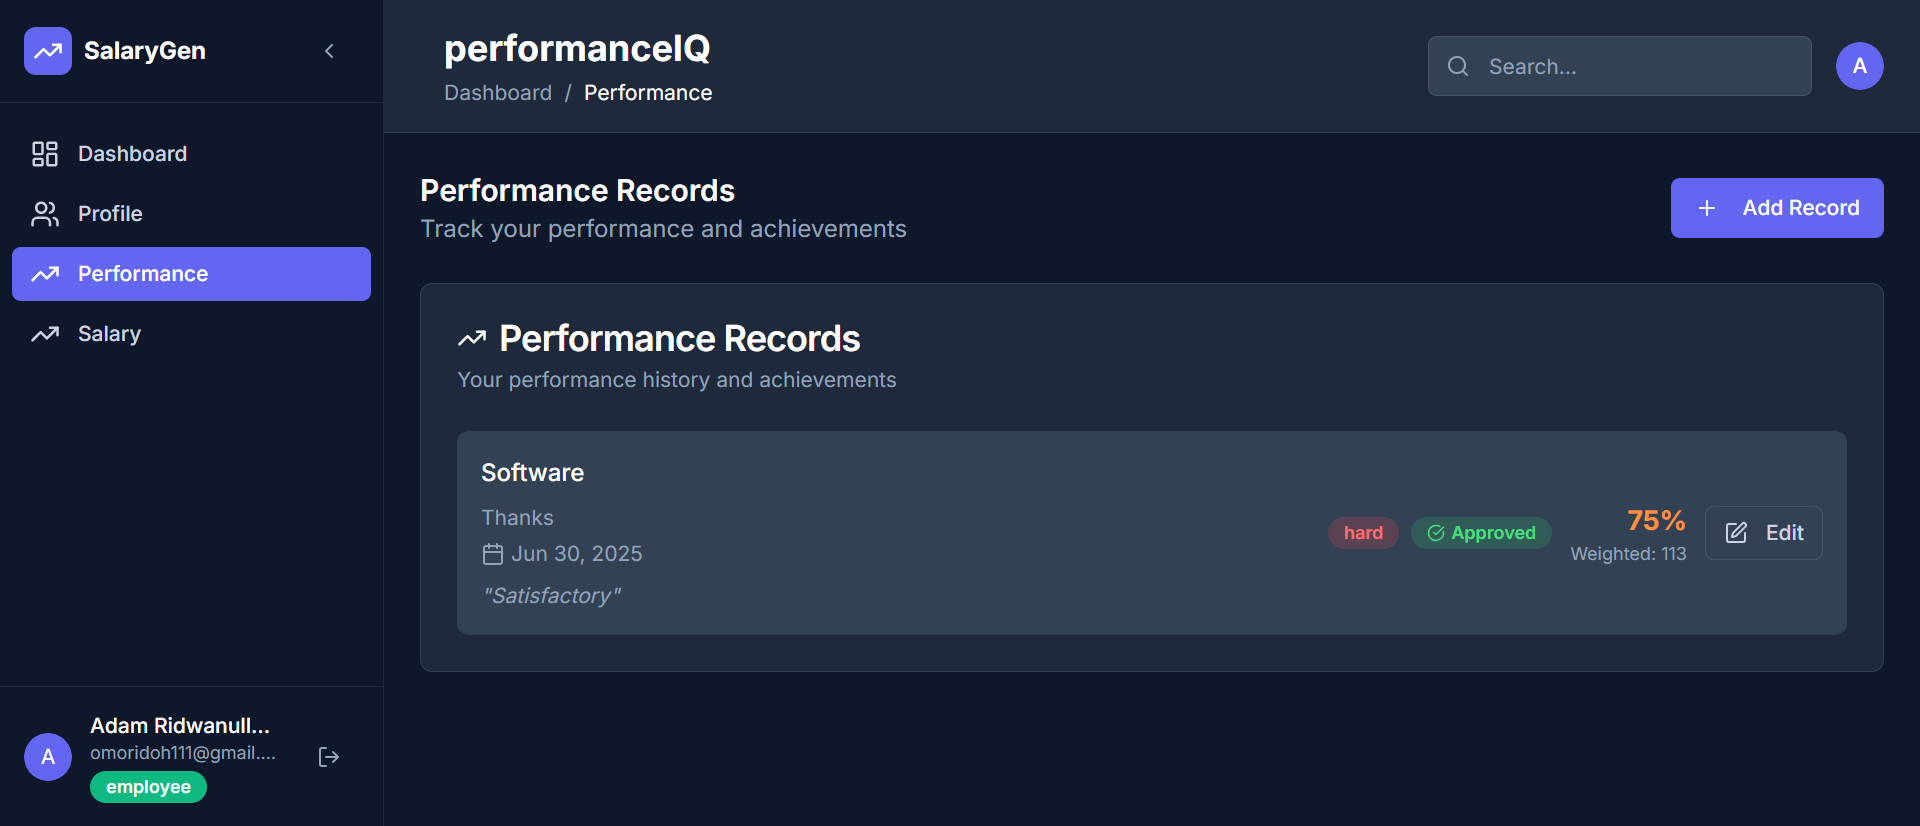 SalaryGen
Dashboard
Profile
Performance
Salary
Adam Ridwanull...
omoridoh111@gmail....
employee
A
performanceIQ
Dashboard / Performance
Search...
A
Performance Records
Track your performance and achievements
Add Record
Performance Records
Your performance history and achievements
Software
Thanks
Jun 30, 2025
"Satisfactory"
hard
Approved
75%
Weighted: 113
Edit